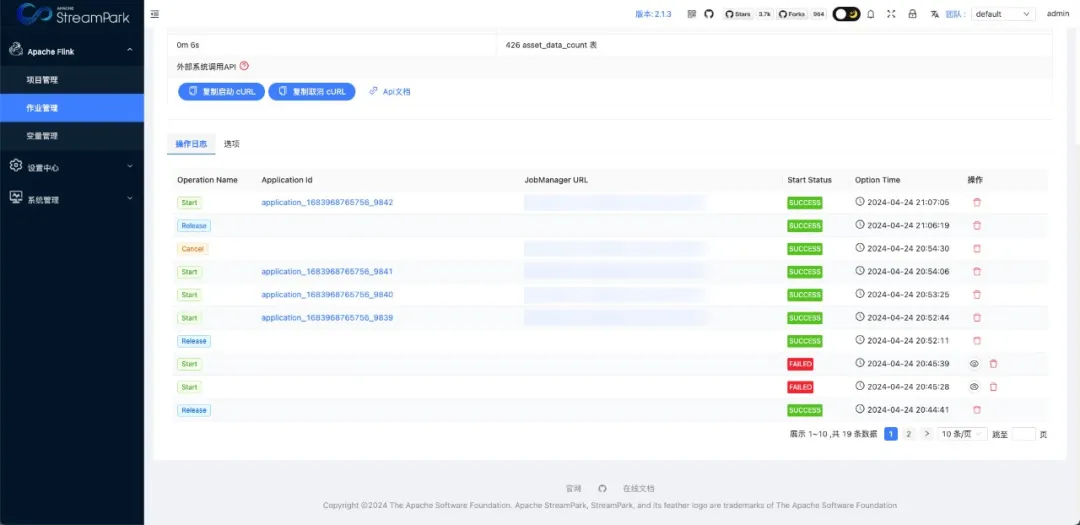 APACHE
StreamPark
版本: 2.1.3
Stars 3.7k
Forks 964
团队 :
default
admin
Apache Flink
项目管理
作业管理
变量管理
设置中心
系统管理
0m 6s
426 asset_data_count 表
外部系统调用API
复制启动 cURL
复制取消 cURL
Api文档
操作日志
选项
Operation Name Application Id JobManager URL Start Status Option Time 操作
Start application_1683968765756_9842 SUCCESS 2024-04-24 21:07:05
Release SUCCESS 2024-04-24 21:06:19
Cancel SUCCESS 2024-04-24 20:54:30
Start application_1683968765756_9841 SUCCESS 2024-04-24 20:54:06
Start application_1683968765756_9840 SUCCESS 2024-04-24 20:53:25
Start application_1683968765756_9839 SUCCESS 2024-04-24 20:52:44
Release SUCCESS 2024-04-24 20:52:11
Start FAILED 2024-04-24 20:45:39
Start FAILED 2024-04-24 20:45:28
Release SUCCESS 2024-04-24 20:44:41
展示 1~10 ,共 19 条数据 1 2 > 10 条/页 跳至 页
官网 在线文档
Copyright ©2024 The Apache Software Foundation. Apache StreamPark, StreamPark, and its feather logo are trademarks of The Apache Software Foundation